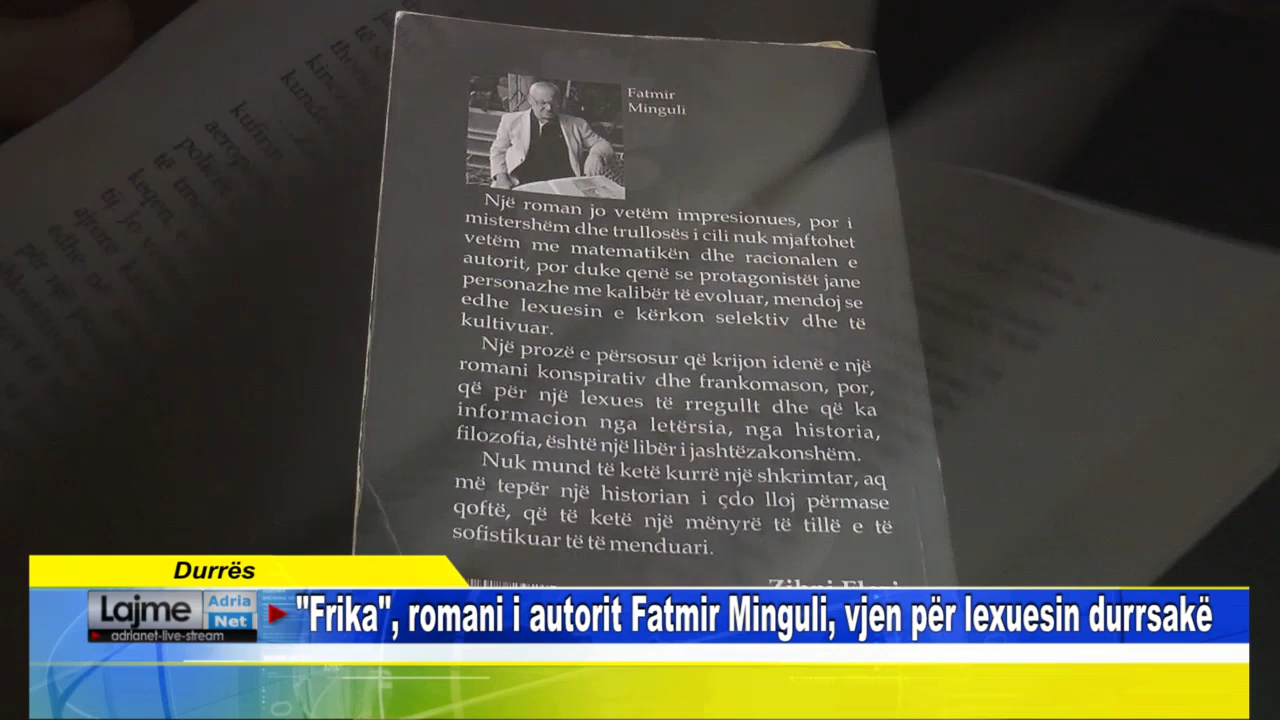 Fatmir
Minguli
Një roman jo vetëm impresionues, por i
mistershëm dhe trullosës i cili nuk mjaftohet
vetëm me matematikën dhe racionalen e
autorit, por duke qenë se protagonistët jane
personazhe me kalibër të evoluar, mendoj se
edhe lexuesin e kërkon selektiv dhe të
kultivuar.
Një prozë e përsosur që krijon idenë e një
romani konspirativ dhe frankomason, por,
që për një lexues të rregullt dhe që ka
informacion nga letërsia, nga historia,
filozofia, është një libër i jashtëzakonshëm.
Nuk mund të ketë kurrë një shkrimtar, aq
më tepër një historian i çdo lloj përmase
qoftë, që të ketë një mënyrë të tillë e të
sofistikuar të të menduari.
Durrës
Lajme
Adria
Net
adrianet-live-stream
"Frika", romani i autorit Fatmir Minguli, vjen për lexuesin durrsakë